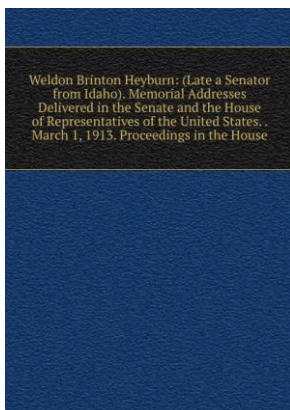 Weldon Brinton Heyburn: (Late a Senator
from Idaho). Memorial Addresses
Delivered in the Senate and the House
of Representatives of the United States. .
March 1, 1913. Proceedings in the House